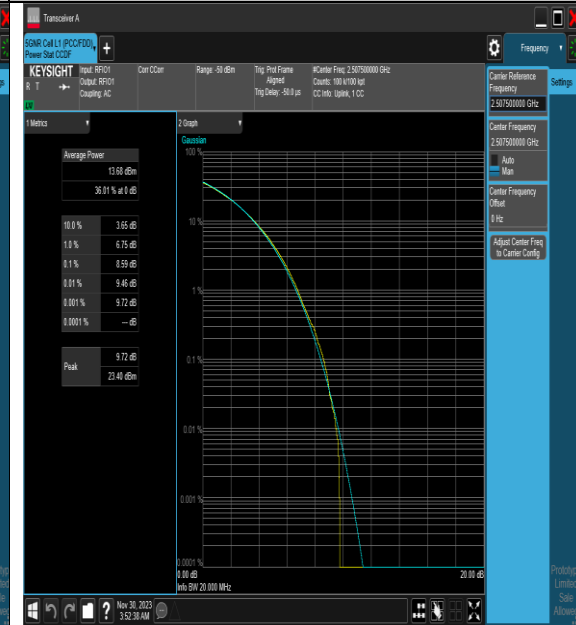 Transceiver A
5GNR Cell L1 (PCC/FDD),
Power Stat CCDF
+
Frequency
KEYSIGHT
R T
LV
Input: RFIO1
Output: RFIO1
Coupling: AC
Corr CCorr
Range: -50 dBm
Trig: Prot Frame
Aligned
Trig Delay: -50.0 µs
#Center Freq: 2.507500000 GHz
Counts: 100 k/100 kpt
CC Info: Uplink, 1 CC
Carrier Reference
Frequency
2.507500000 GHz
Center Frequency
2.507500000 GHz
Auto
Man
Center Frequency
Offset
0 Hz
Adjust Center Freq
to Carrier Config
Settings
1 Metrics
Average Power
13.68 dBm
36.01 % at 0 dB
10.0 % 3.65 dB
1.0 % 6.75 dB
0.1 % 8.59 dB
0.01 % 9.46 dB
0.001 % 9.72 dB
0.0001 % --- dB
Peak 9.72 dB
23.40 dBm
2 Graph
Gaussian
100 %
10 %
1 %
0.1 %
0.01 %
0.001 %
0.0001 %
0.00 dB 20.00 dB
Info BW 20.000 MHz
?
Nov 30, 2023
3:52:38 AM